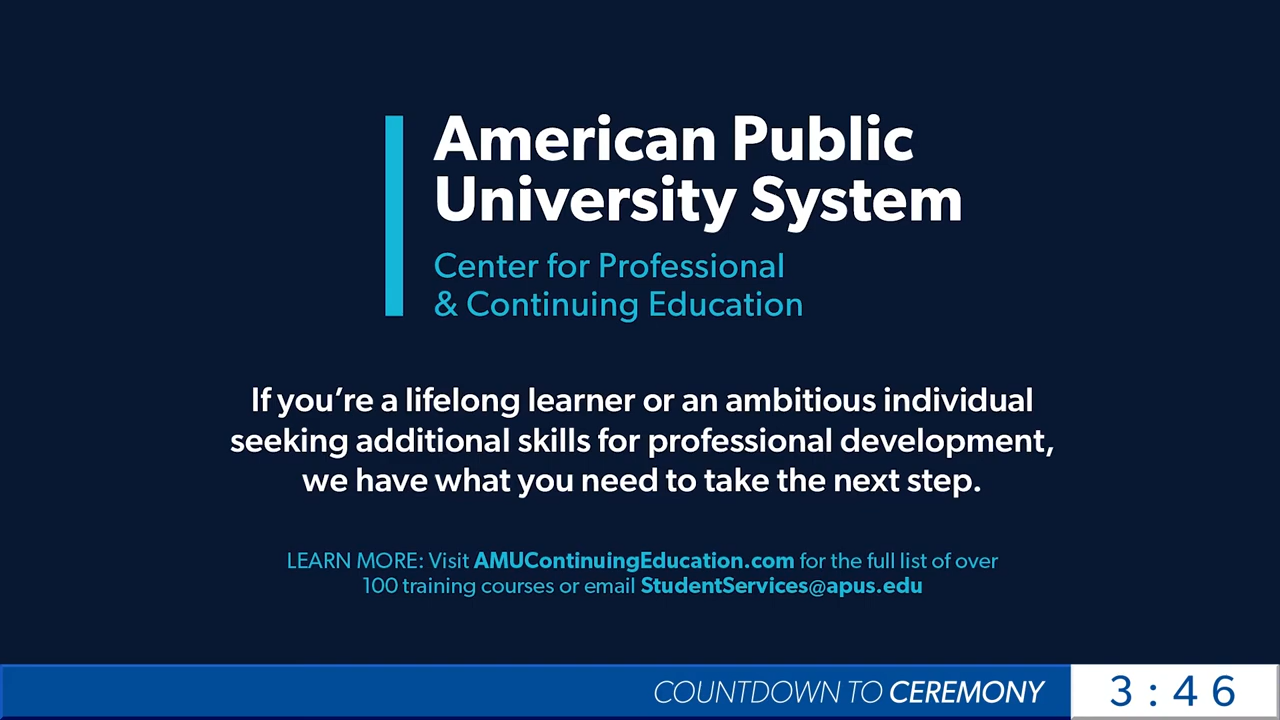 American Public
University System
Center for Professional
& Continuing Education
If you’re a lifelong learner or an ambitious individual
seeking additional skills for professional development,
we have what you need to take the next step.
LEARN MORE: Visit AMUContinuingEducation.com for the full list of over
100 training courses or email StudentServices@apus.edu
COUNTDOWN TO CEREMONY 3:46